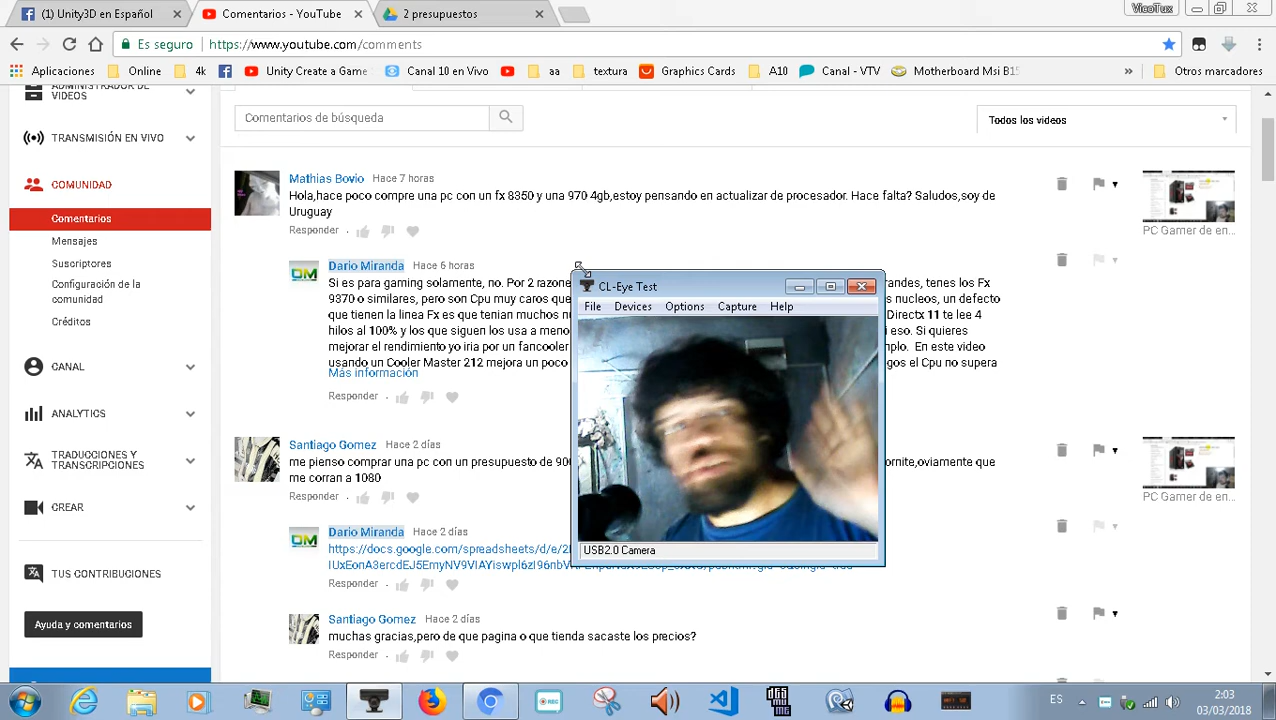 (1) Unity3D en Español
Comentarios - YouTube
2 presupuestos
VicoTux
Es seguro
https://www.youtube.com/comments
Aplicaciones
Online
4k
Unity Create a Game
Canal 10 en Vivo
aa
textura
Graphics Cards
A10
Canal - VTV
Motherboard Msi B15
»
Otros marcadores
ADMINISTRADOR DE
VIDEOS
TRANSMISIÓN EN VIVO
COMUNIDAD
Comentarios
Mensajes
Suscriptores
Configuración de la
comunidad
Créditos
CANAL
ANALYTICS
TRADUCCIONES Y
TRANSCRIPCIONES
CREAR
TUS CONTRIBUCIONES
Ayuda y comentarios
Comentarios de búsqueda
Todos los videos
Mathias Bovio Hace 7 horas
Hola,hace poco compre una pc con un fx 8350 y una 970 4gb,estoy pensando en actualizar de procesador. Hace falta? Saludos,soy de
Uruguay
Responder
PC Gamer de en...
Dario Miranda Hace 6 horas
Si es para gaming solamente, no. Por 2 razone
randes, tenes los Fx
9370 o similares, pero son Cpu muy caros que
s nucleos, un defecto
que tienen la linea Fx es que tenian muchos n
Directx 11 te lee 4
hilos al 100% y los que siguen los usa a meno
i eso. Si quieres
mejorar el rendimiento yo iria por un fancooler
mplo. En este video
usando un Cooler Master 212 mejora un poco
gos el Cpu no supera
Más información
Responder
CL-Eye Test
File Devices Options Capture Help
USB2.0 Camera
Santiago Gomez Hace 2 días
me pienso comprar una pc con un presupuesto de 90
ornite,oviamente que
me corran a 1080
Responder
PC Gamer de en...
Dario Miranda Hace 2 días
https://docs.google.com/spreadsheets/d/e/2
Responder
Santiago Gomez Hace 2 días
muchas gracias,pero de que pagina o que tienda sacaste los precios?
Responder
REC
ES
2:03
03/03/2018